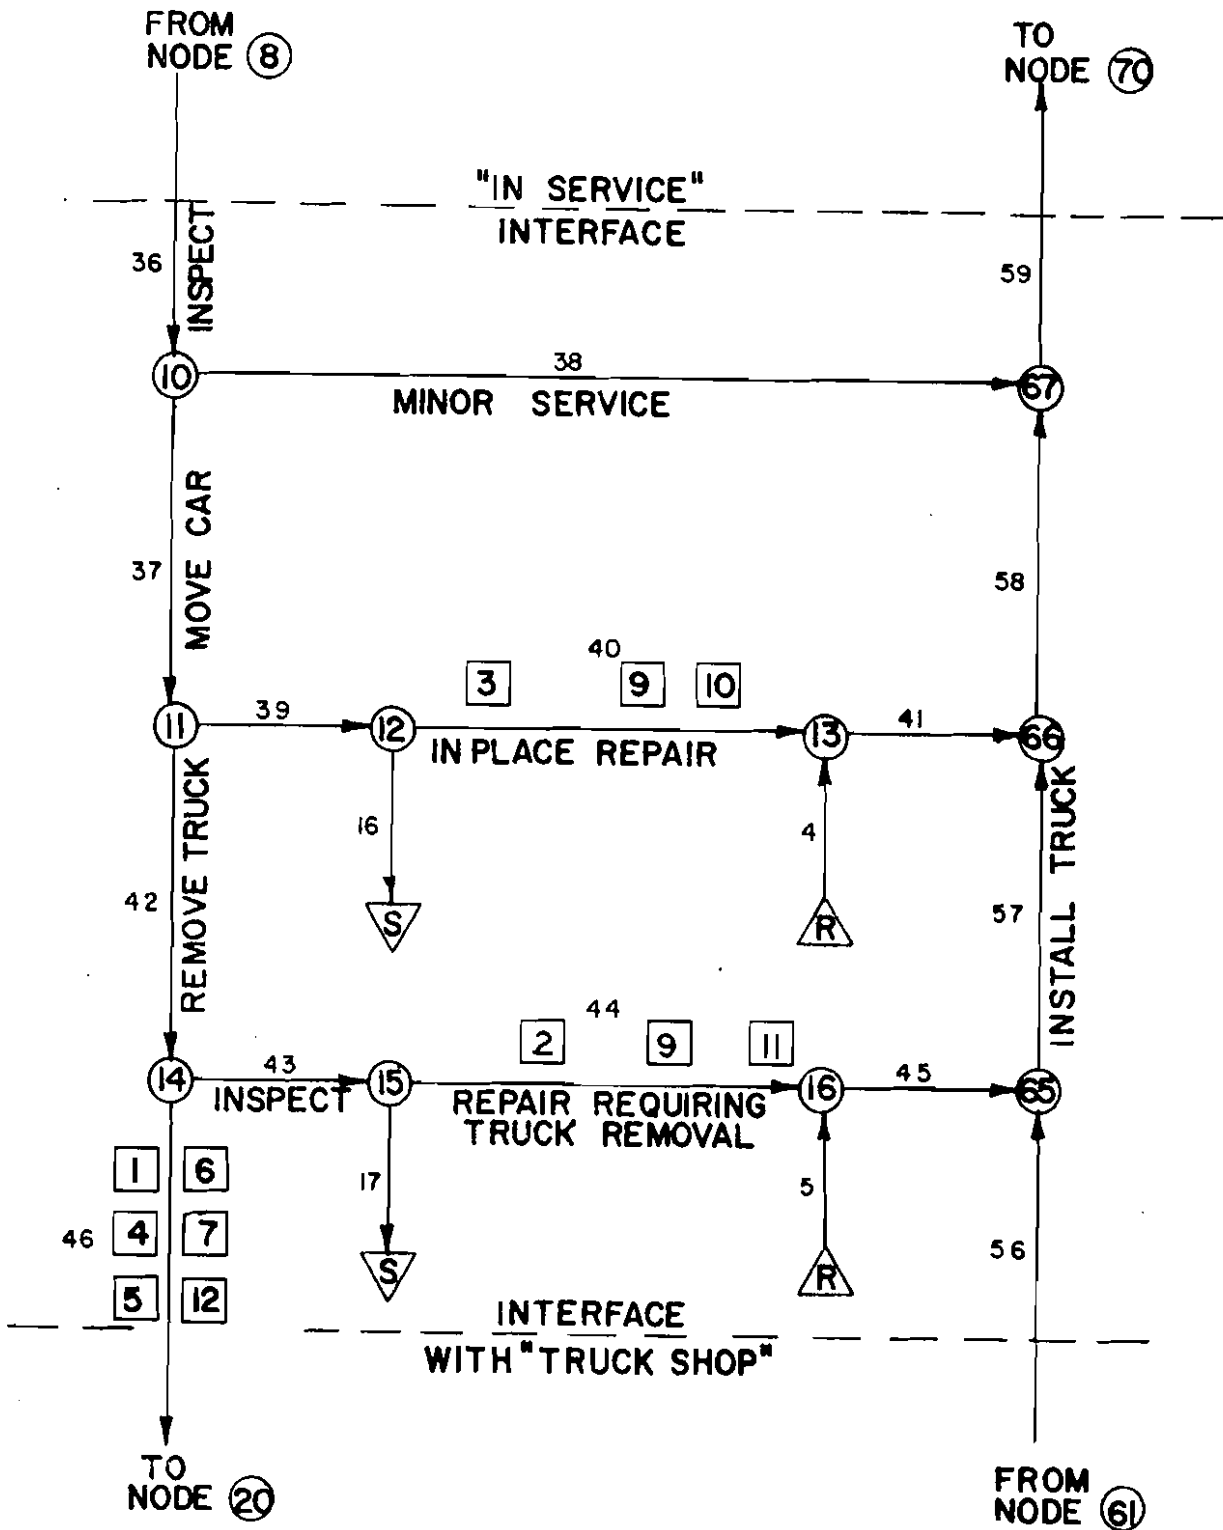 FROM
NODE 8
TO
NODE 70
"IN SERVICE"
INTERFACE
36
INSPECT
59
10
38
67
MINOR SERVICE
37
MOVE CAR
58
40
3
9
10
11
39
12
13
41
66
IN PLACE REPAIR
16
4
42
REMOVE TRUCK
57
INSTALL TRUCK
S
R
44
2
9
11
14
43
15
16
45
65
INSPECT
REPAIR REQUIRING
TRUCK REMOVAL
1
6
17
5
46
4
7
56
5
12
S
R
INTERFACE
WITH "TRUCK SHOP"
TO
NODE 20
FROM
NODE 61